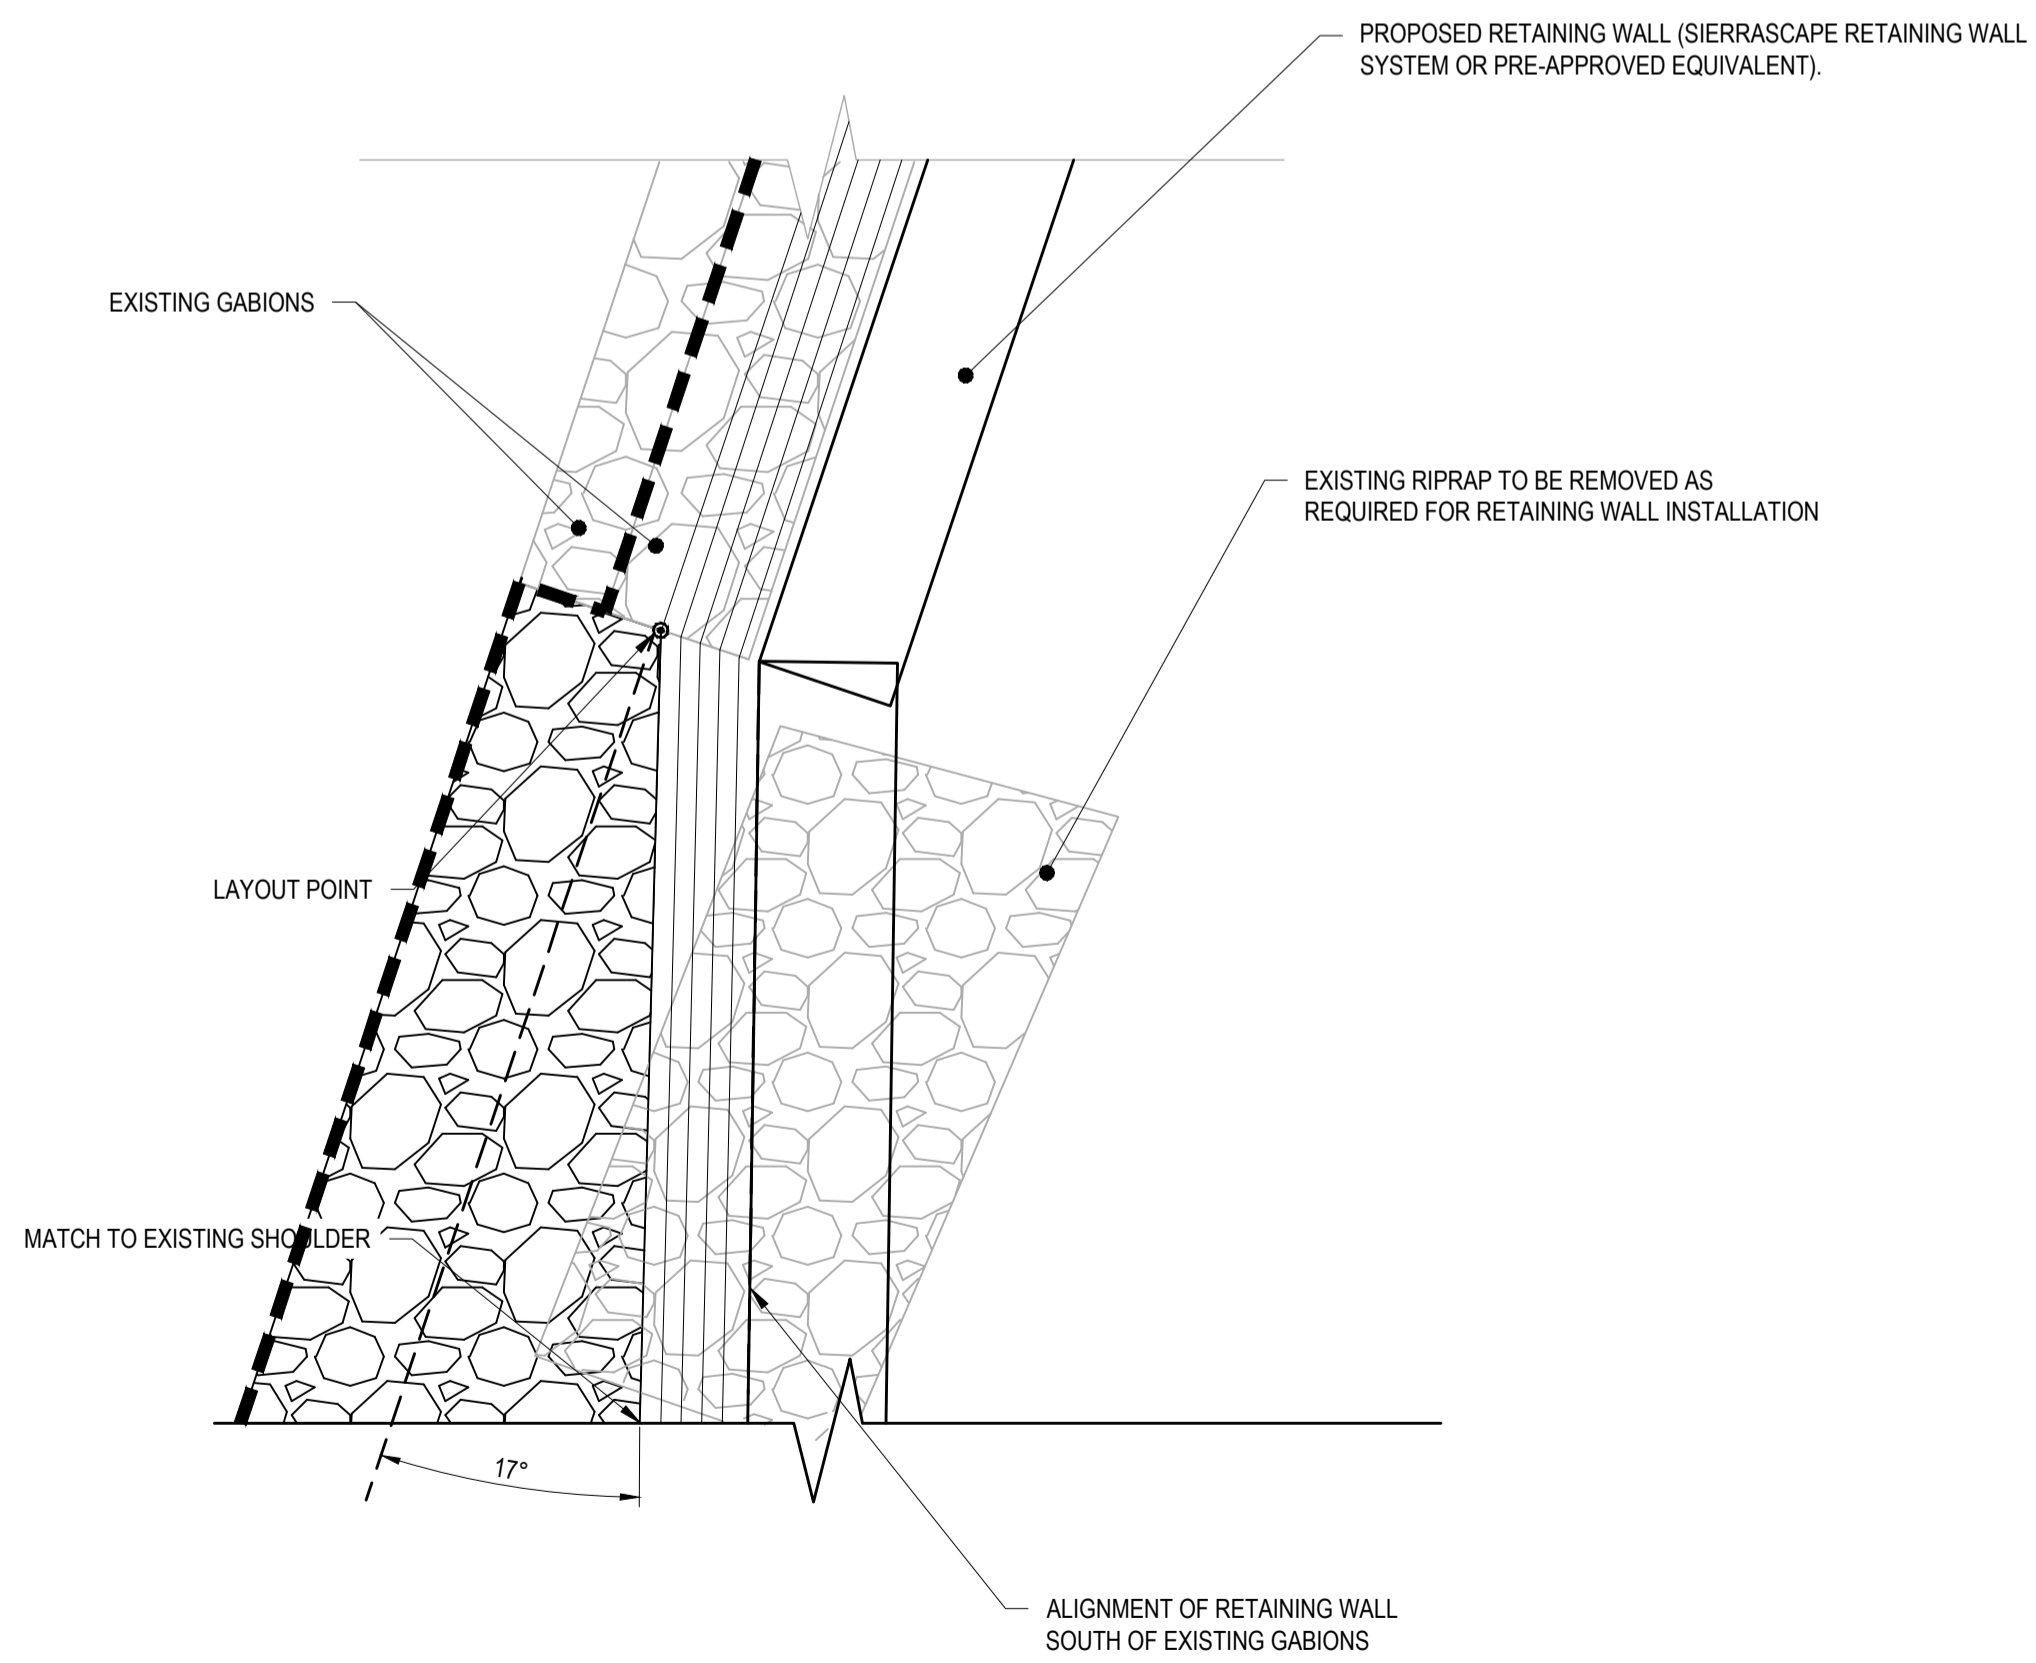 PROPOSED RETAINING WALL (SIERRASCAPE RETAINING WALL
SYSTEM OR PRE-APPROVED EQUIVALENT).
EXISTING GABIONS
EXISTING RIPRAP TO BE REMOVED AS
REQUIRED FOR RETAINING WALL INSTALLATION
LAYOUT POINT
MATCH TO EXISTING SHOULDER
17°
ALIGNMENT OF RETAINING WALL
SOUTH OF EXISTING GABIONS